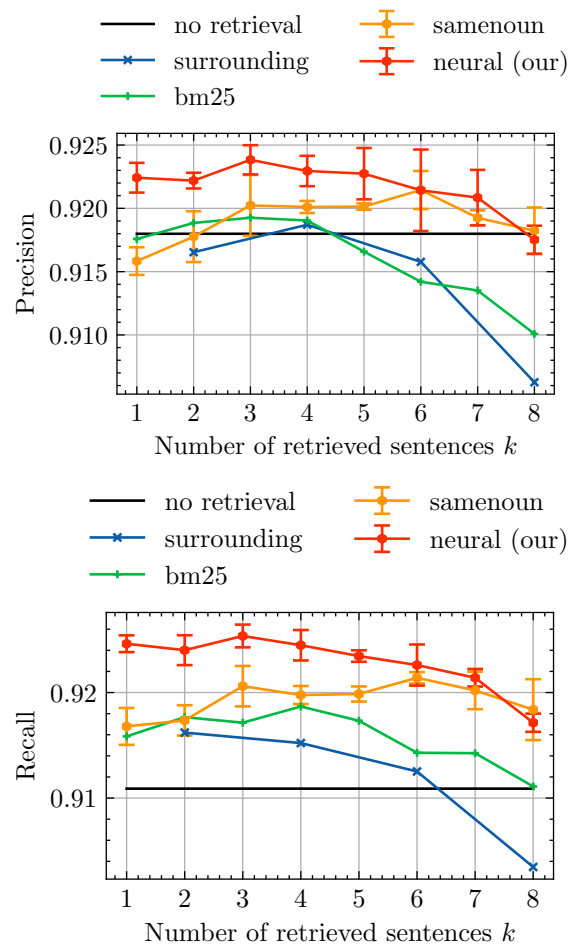 no retrieval
surrounding
bm25
samenoun
neural (our)
0.925
0.920
0.915
0.910
Precision
1 2 3 4 5 6 7 8
Number of retrieved sentences k
no retrieval
surrounding
bm25
samenoun
neural (our)
0.92
0.91
Recall
1 2 3 4 5 6 7 8
Number of retrieved sentences k